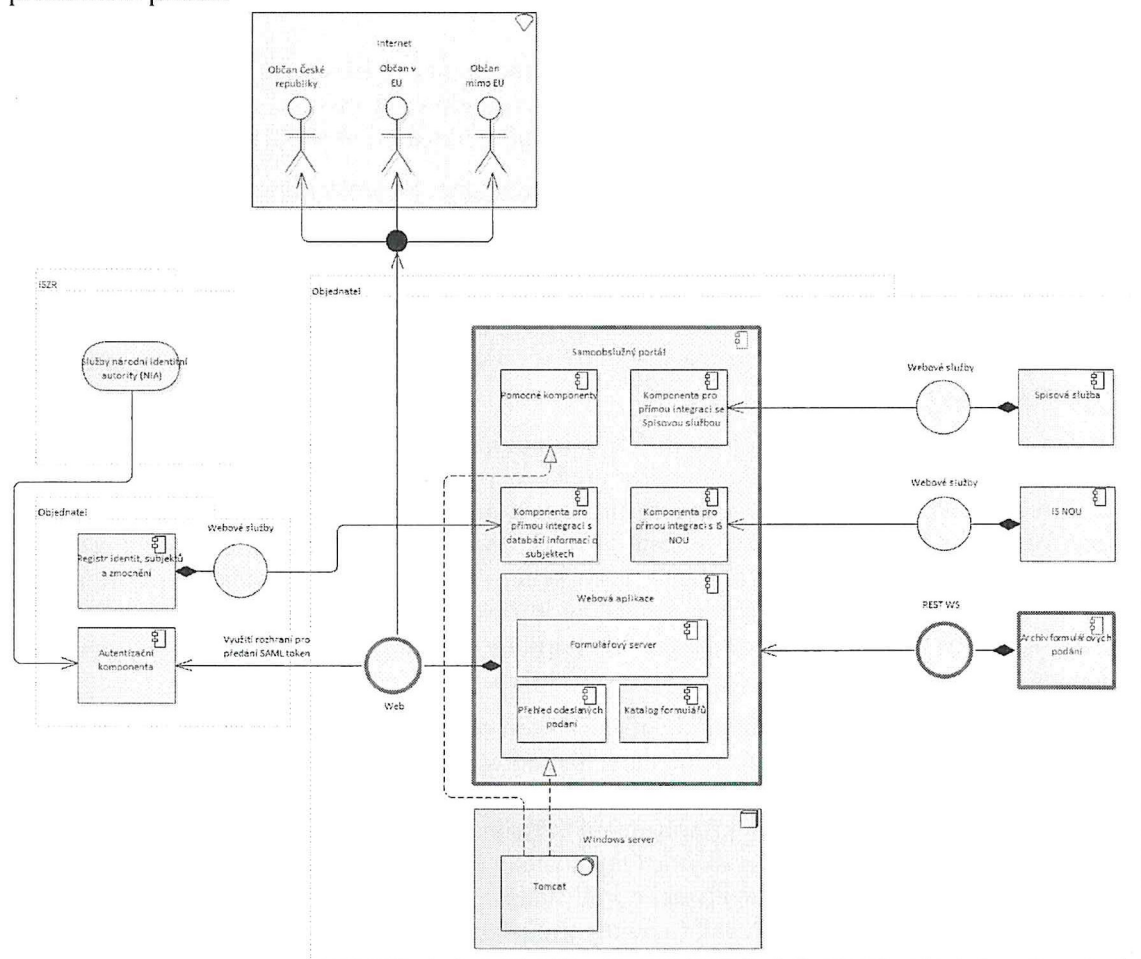 Internet
Občan české
republiky
Občan v
EU
Občan
mimo EU
ISZR
Objednatel
Služby národní identitní
autority (NIA)
Samoobslužný portál
Pomocné komponenty
Komponenta pro
přímou integraci se
Spisovou službou
Webové služby
Spisová služba
Objednatel
Registr identit, subjektů
a zmocnění
Webové služby
Komponenta pro
přímou integraci s
databází informací o
subjektech
Komponenta pro
přímou integraci s IS
NOU
Webové služby
IS NOU
Autentizační
komponenta
Využití rozhraní pro
předání SAML token
Web
Webová aplikace
Formulářový server
Přehled odeslaných
podání
Katalog formulářů
REST WS
Archiv formulářových
podání
Windows server
Tomcat